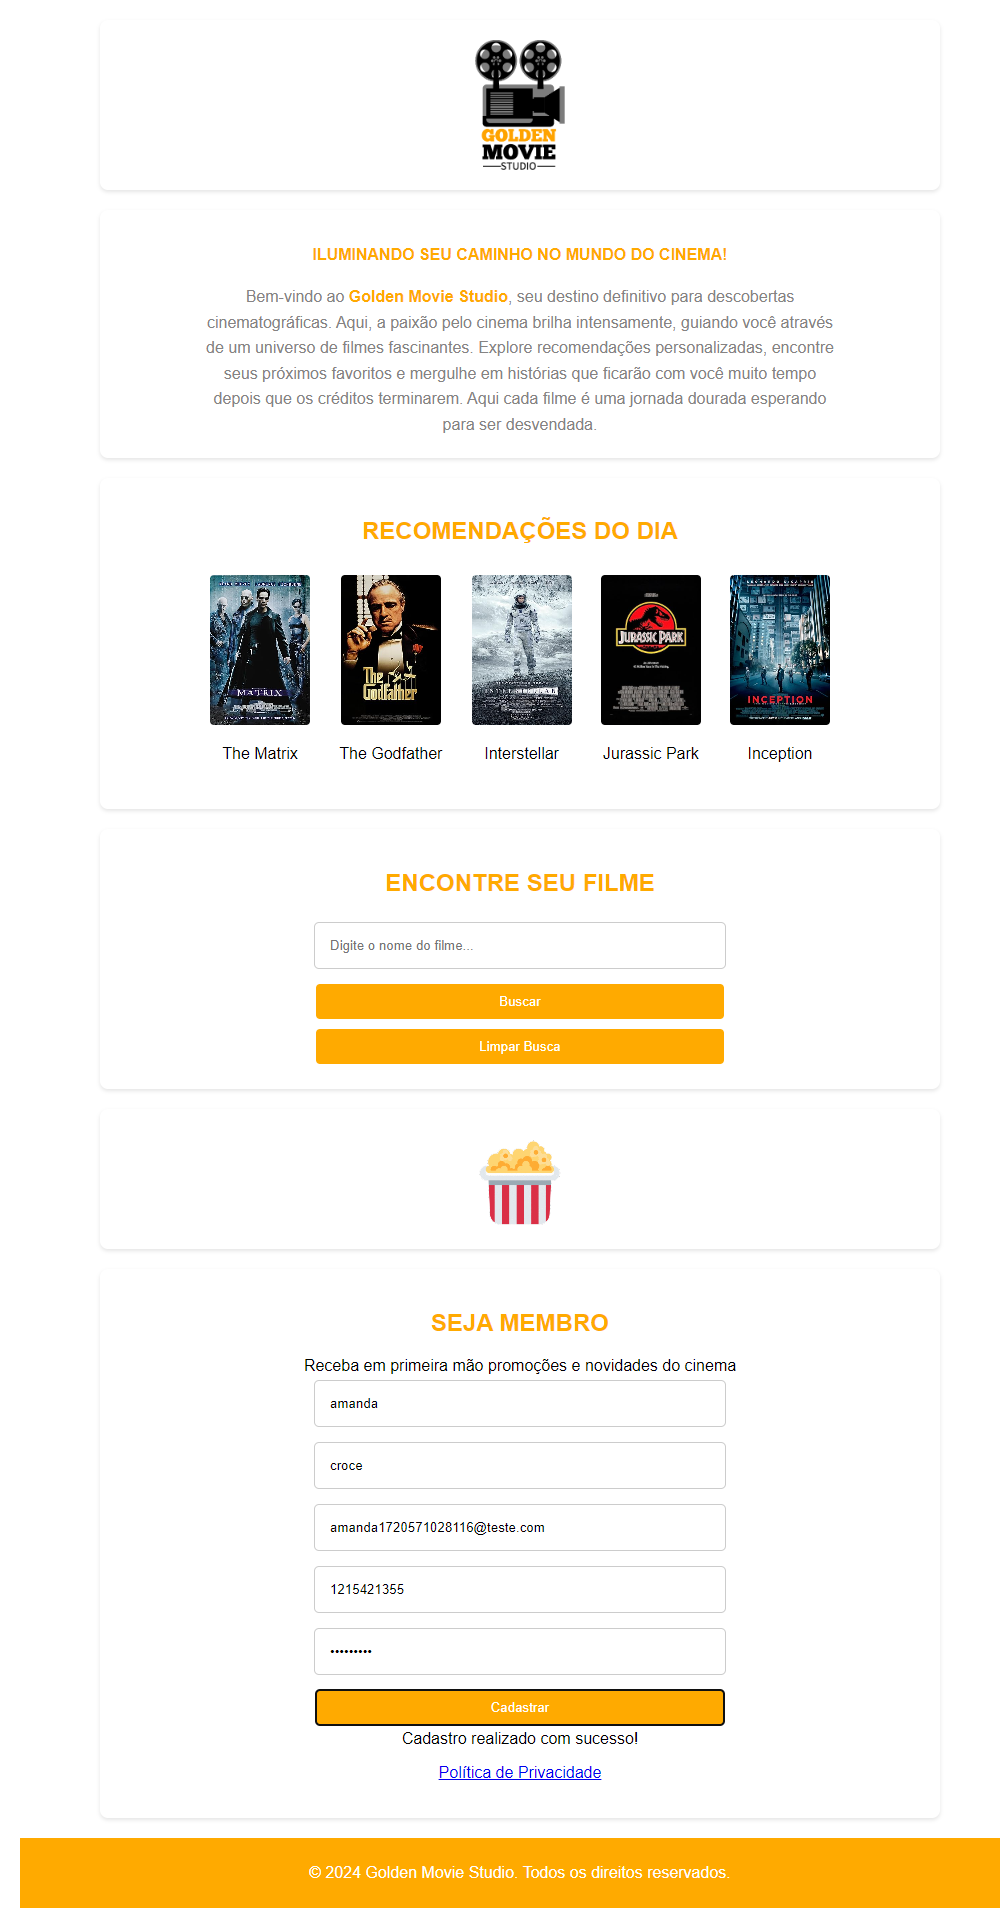 GOLDEN
MOVIE
STUDIO
ILUMINANDO SEU CAMINHO NO MUNDO DO CINEMA!
Bem-vindo ao Golden Movie Studio, seu destino definitivo para descobertas
cinematográficas. Aqui, a paixão pelo cinema brilha intensamente, guiando você através
de um universo de filmes fascinantes. Explore recomendações personalizadas, encontre
seus próximos favoritos e mergulhe em histórias que ficarão com você muito tempo
depois que os créditos terminarem. Aqui cada filme é uma jornada dourada esperando
para ser desvendada.
RECOMENDAÇÕES DO DIA
MATRIX
The
Godfather
JURASSIC PARK
INCEPTION
The Matrix
The Godfather
Interstellar
Jurassic Park
Inception
ENCONTRE SEU FILME
Digite o nome do filme...
Buscar
Limpar Busca
SEJA MEMBRO
Receba em primeira mão promoções e novidades do cinema
amanda
croce
amanda1720571028116@teste.com
1215421355
•••••••••
Cadastrar
Cadastro realizado com sucesso!
Política de Privacidade
© 2024 Golden Movie Studio. Todos os direitos reservados.